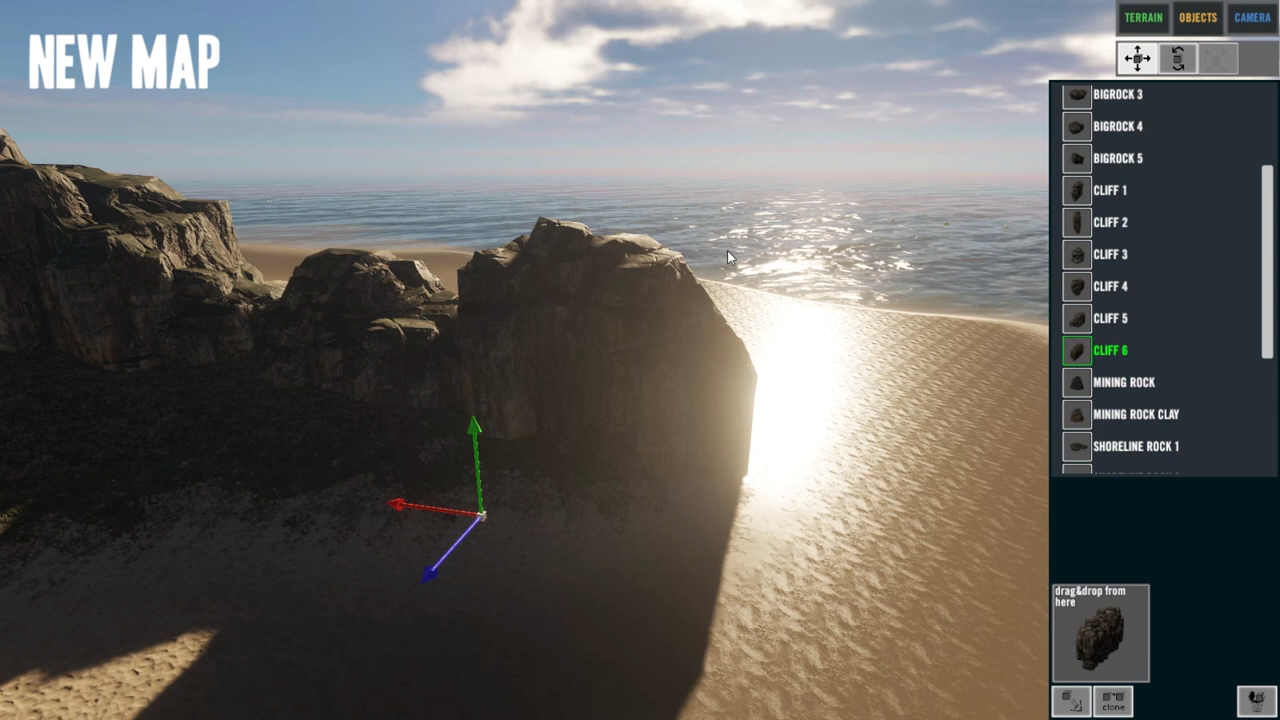 NEW MAP
TERRAIN
OBJECTS
CAMERA
BIGROCK 3
BIGROCK 4
BIGROCK 5
CLIFF 1
CLIFF 2
CLIFF 3
CLIFF 4
CLIFF 5
CLIFF 6
MINING ROCK
MINING ROCK CLAY
SHORELINE ROCK 1
drag&drop from
here
clone